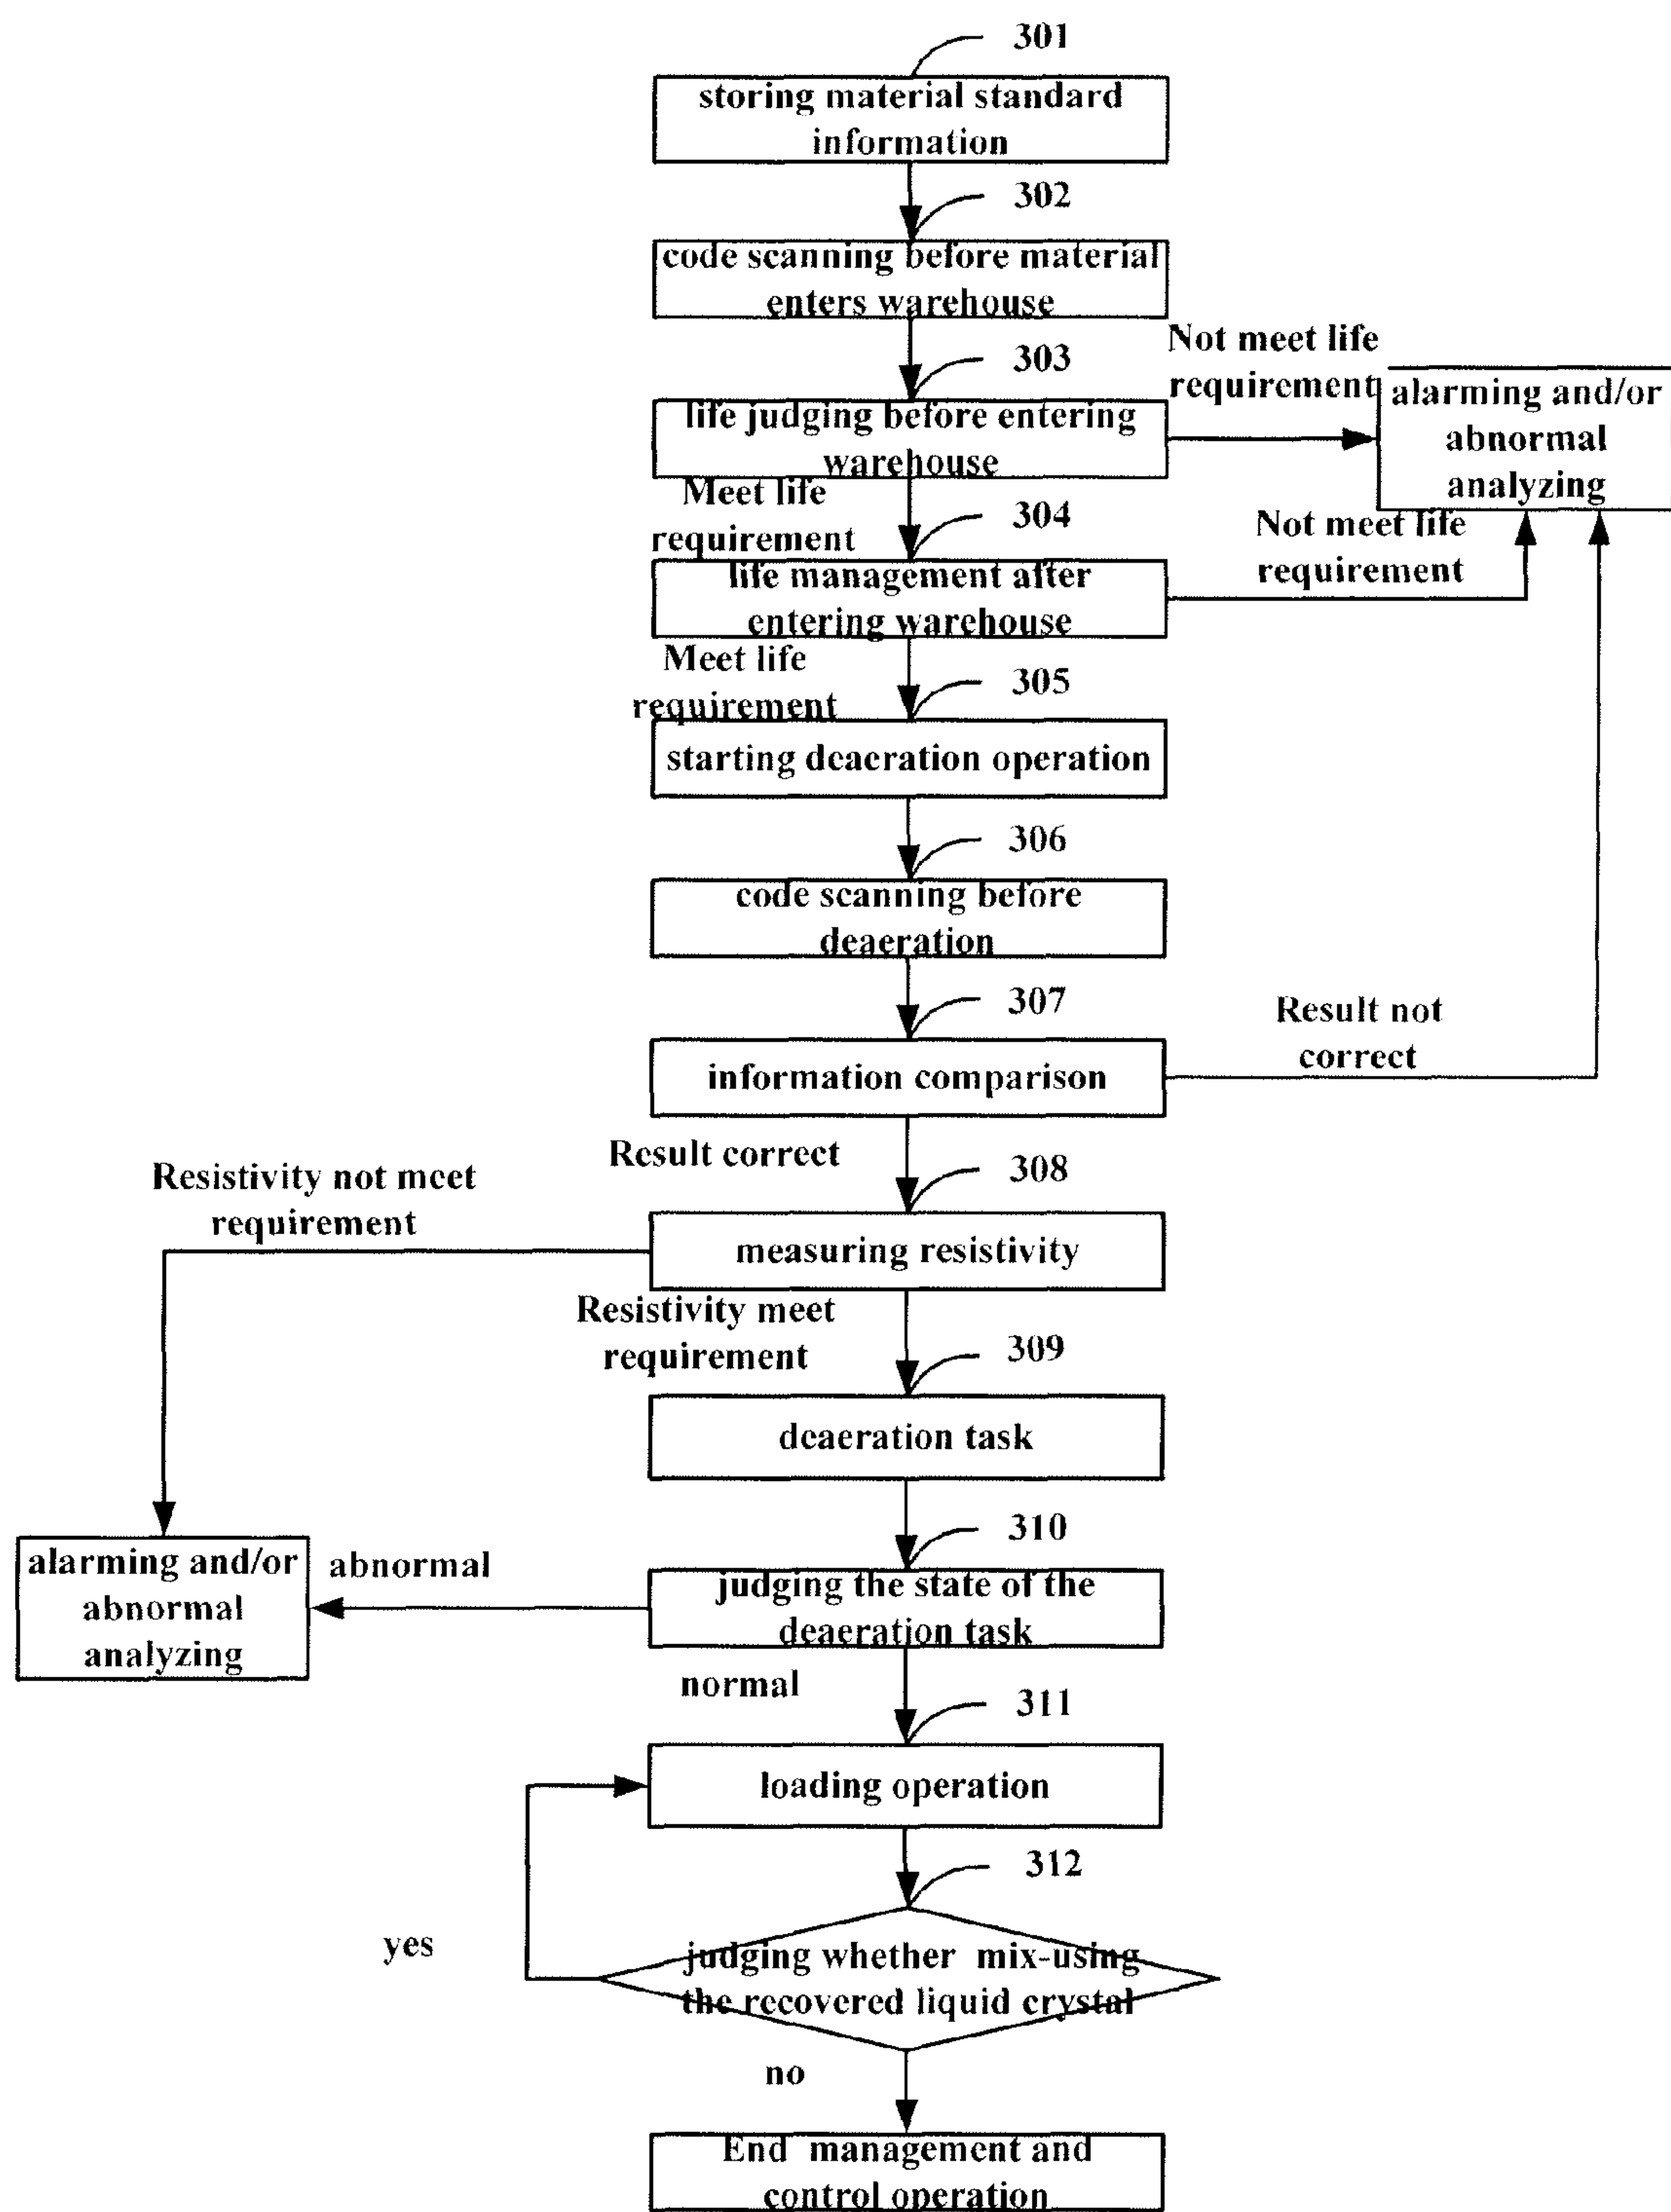 301
storing material standard
information
302
code scanning before material
enters warehouse
303
Not meet life
requirement
life judging before entering
warehouse
alarming and/or
abnormal
analyzing
Meet life
requirement
304
Not meet life
requirement
life management after
entering warehouse
Meet life
requirement
305
starting deaeration operation
306
code scanning before
deaeration
307
information comparison
Result not
correct
Result correct
308
Resistivity not meet
requirement
measuring resistivity
Resistivity meet
requirement
309
deaeration task
310
alarming and/or
abnormal
analyzing
abnormal
judging the state of the
deaeration task
normal
311
loading operation
312
yes
judging whether mix-using
the recovered liquid crystal
no
End management and
control operation